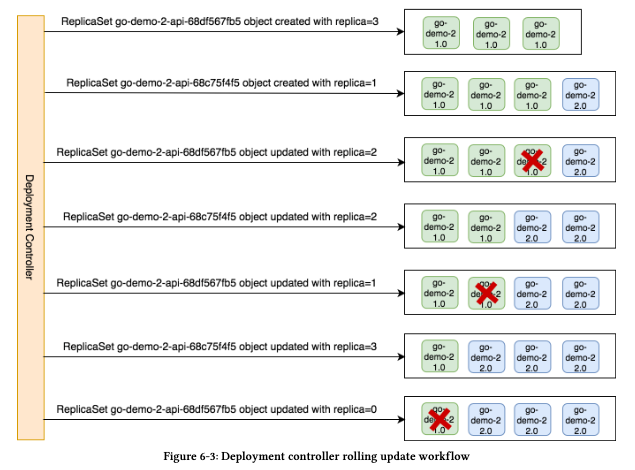 Deployment Controller
ReplicaSet go-demo-2-api-68df567fb5 object created with replica=3
go-
demo-2
1.0
go-
demo-2
1.0
go-
demo-2
1.0
ReplicaSet go-demo-2-api-68c75f4f5 object created with replica=1
go-
demo-2
1.0
go-
demo-2
1.0
go-
demo-2
1.0
go-
demo-2
2.0
ReplicaSet go-demo-2-api-68df567fb5 object updated with replica=2
go-
demo-2
1.0
go-
demo-2
1.0
go-
demo-2
1.0
go-
demo-2
2.0
ReplicaSet go-demo-2-api-68c75f4f5 object updated with replica=2
go-
demo-2
1.0
go-
demo-2
1.0
go-
demo-2
2.0
go-
demo-2
2.0
ReplicaSet go-demo-2-api-68df567fb5 object updated with replica=1
go-
demo-2
1.0
go-
demo-2
1.0
go-
demo-2
2.0
go-
demo-2
2.0
ReplicaSet go-demo-2-api-68c75f4f5 object updated with replica=3
go-
demo-2
1.0
go-
demo-2
2.0
go-
demo-2
2.0
go-
demo-2
2.0
ReplicaSet go-demo-2-api-68df567fb5 object updated with replica=0
go-
demo-2
1.0
go-
demo-2
2.0
go-
demo-2
2.0
go-
demo-2
2.0
Figure 6-3: Deployment controller rolling update workflow